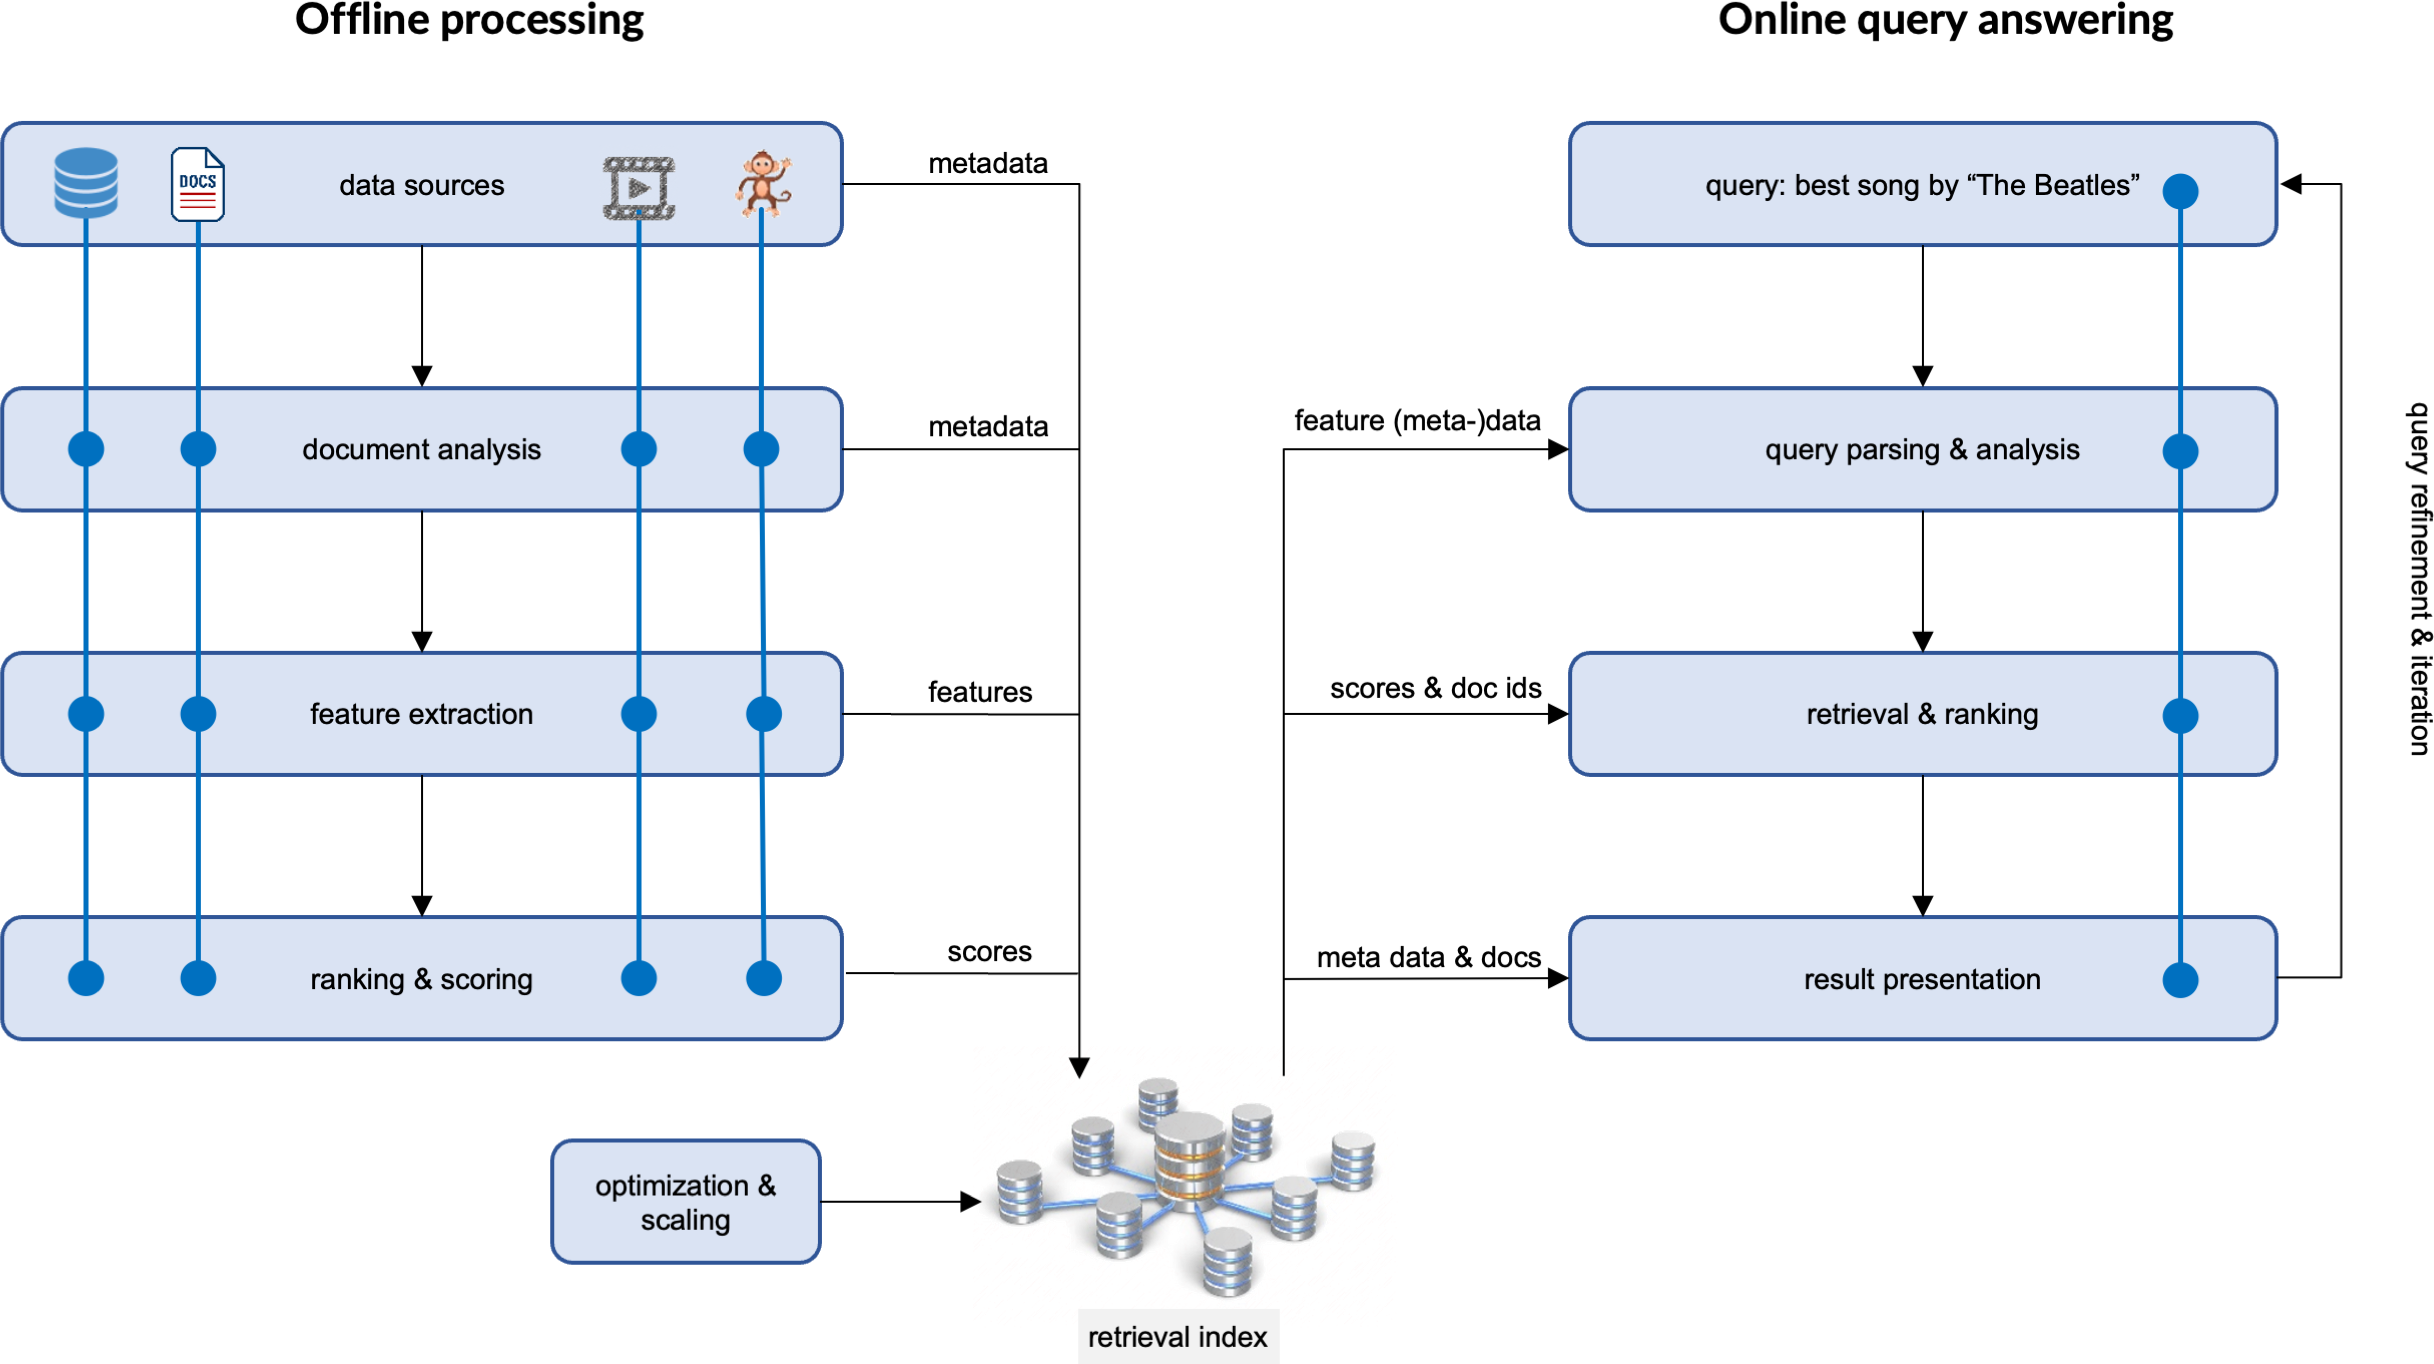 Offline processing
Online query answering
DOCS
data sources
metadata
query: best song by “The Beatles”
document analysis
metadata
feature (meta-)data
query parsing & analysis
feature extraction
features
scores & doc ids
retrieval & ranking
query refinement & iteration
ranking & scoring
scores
meta data & docs
result presentation
optimization &
scaling
retrieval index